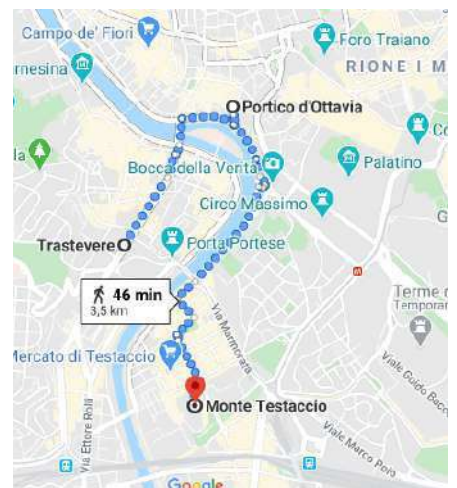 Campo de' Fiori
Foro Traiano
rnesina
RIONE I M
Portico d'Ottavia
la
Bocca della Verità
Palatino
Circo Massimo
Trastevere
Porta Portese
46 min
3,5 km
Terme d
Temporar
Via Marmorata
Mercato di Testaccio
Viale Guido Bacc
Monte Testaccio
Via Ettore Rolli
Viale Marco Polo
Google